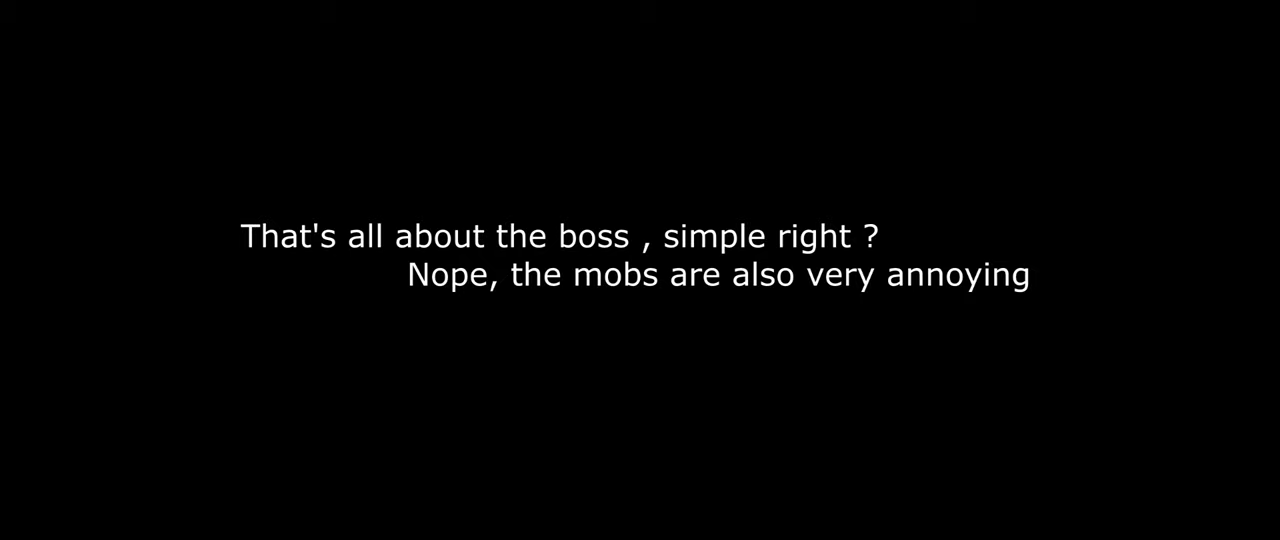 That's all about the boss , simple right ?
Nope, the mobs are also very annoying